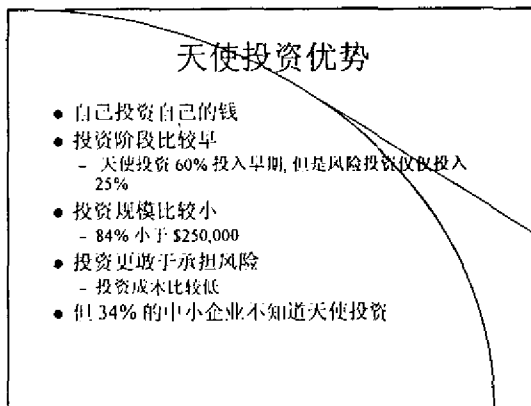 天使投资优势
● 自己投资自己的钱
● 投资阶段比较早
– 天使投资 60% 投入早期, 但是风险投资仅仅投入
25%
● 投资规模比较小
– 84% 小于 $250,000
● 投资更敢于承担风险
– 投资成本比较低
● 但 34% 的中小企业不知道天使投资